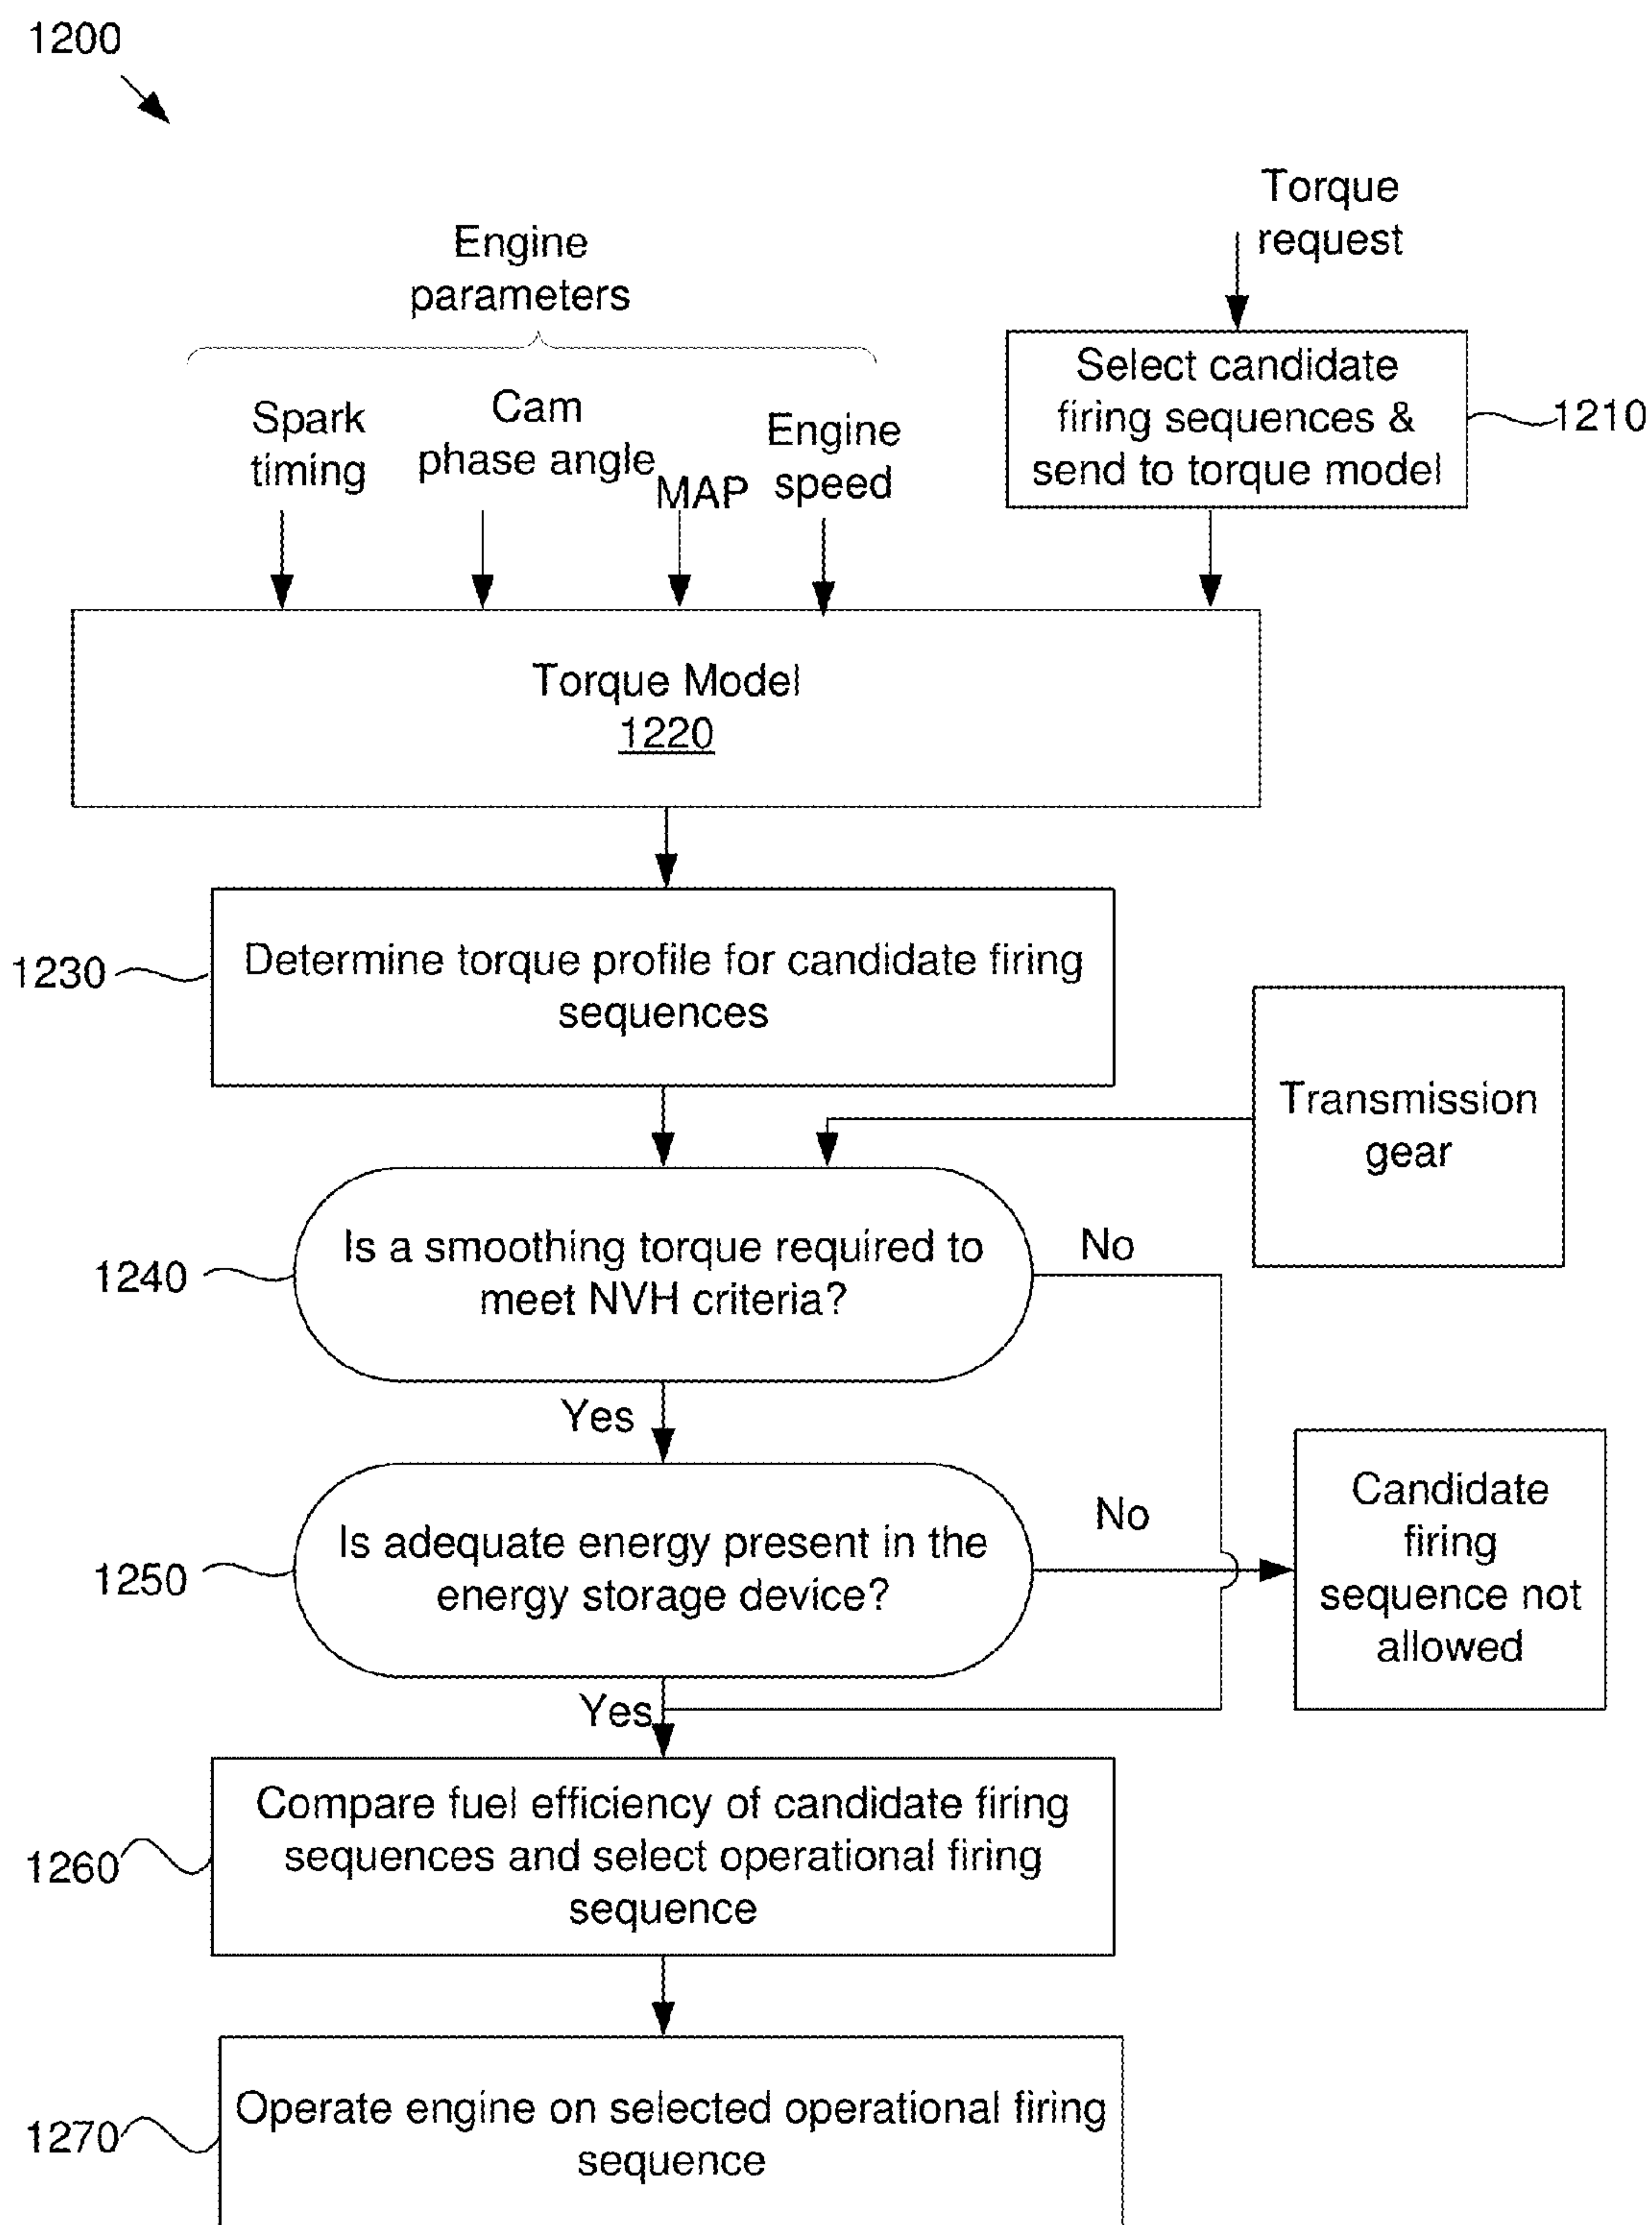 1200
Torque
request
Engine
parameters
Select candidate
firing sequences &
send to torque model
1210
Spark
timing
Cam
phase angle
MAP
Engine
speed
Torque Model
1220
1230
Determine torque profile for candidate firing
sequences
Transmission
gear
1240
Is a smoothing torque required to
meet NVH criteria?
No
Yes
1250
Is adequate energy present in the
energy storage device?
No
Candidate
firing
sequence not
allowed
Yes
1260
Compare fuel efficiency of candidate firing
sequences and select operational firing
sequence
1270
Operate engine on selected operational firing
sequence